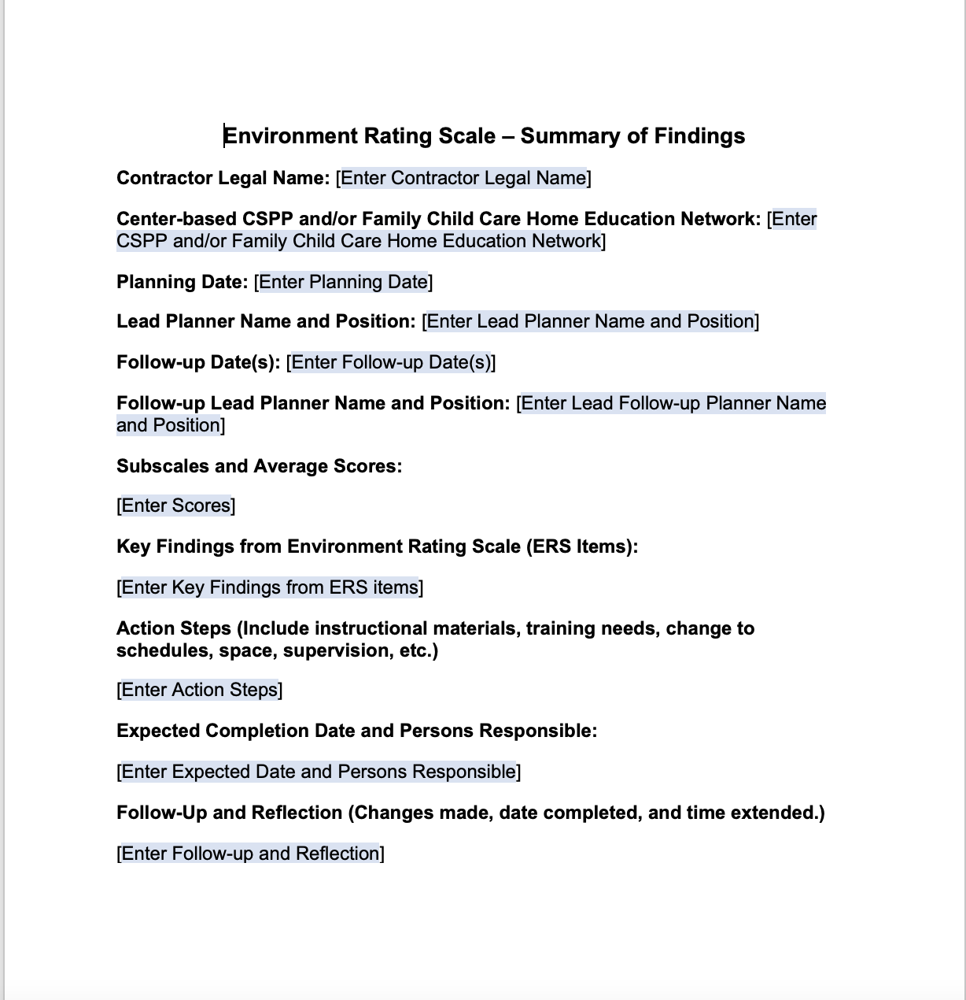 Environment Rating Scale – Summary of Findings
Contractor Legal Name: [Enter Contractor Legal Name]
Center-based CSPP and/or Family Child Care Home Education Network: [Enter
CSPP and/or Family Child Care Home Education Network]
Planning Date: [Enter Planning Date]
Lead Planner Name and Position: [Enter Lead Planner Name and Position]
Follow-up Date(s): [Enter Follow-up Date(s)]
Follow-up Lead Planner Name and Position: [Enter Lead Follow-up Planner Name
and Position]
Subscales and Average Scores:
[Enter Scores]
Key Findings from Environment Rating Scale (ERS Items):
[Enter Key Findings from ERS items]
Action Steps (Include instructional materials, training needs, change to
schedules, space, supervision, etc.)
[Enter Action Steps]
Expected Completion Date and Persons Responsible:
[Enter Expected Date and Persons Responsible]
Follow-Up and Reflection (Changes made, date completed, and time extended.)
[Enter Follow-up and Reflection]